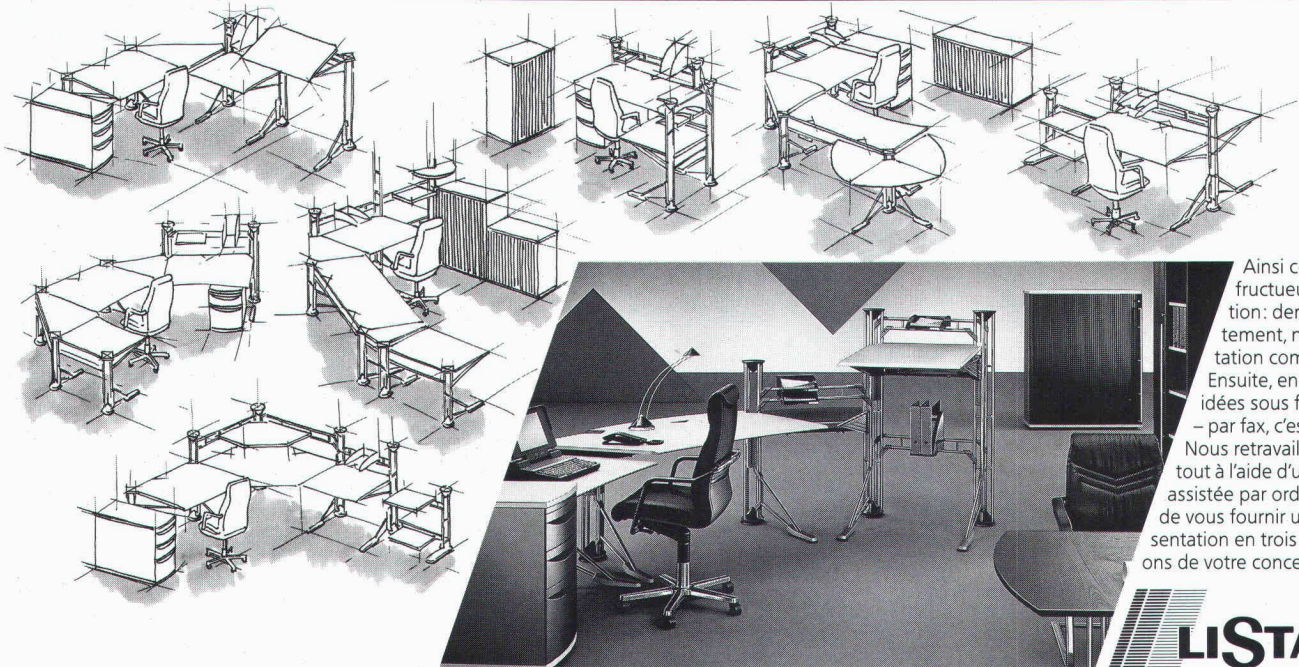 Ainsi c
fructueu
tion: der
tement, n
tation com
Ensuite, en
idées sous f
– par fax, c'es
Nous retravail
tout à l'aide d'u
assistée par ord
de vous fournir u
sentation en trois
ons de votre conce
LISTA